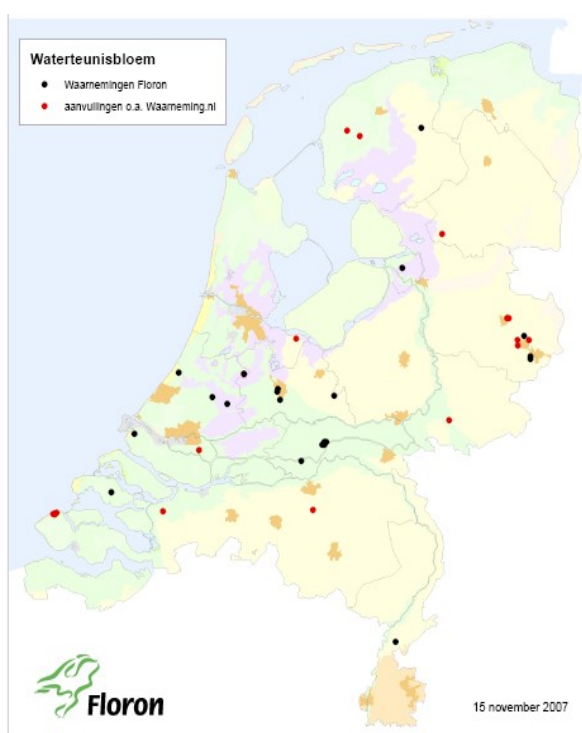 Waterteunisbloem
Waarnemingen Floron
aanvullingen o.a. Waarneming.nl
Floron
15 november 2007